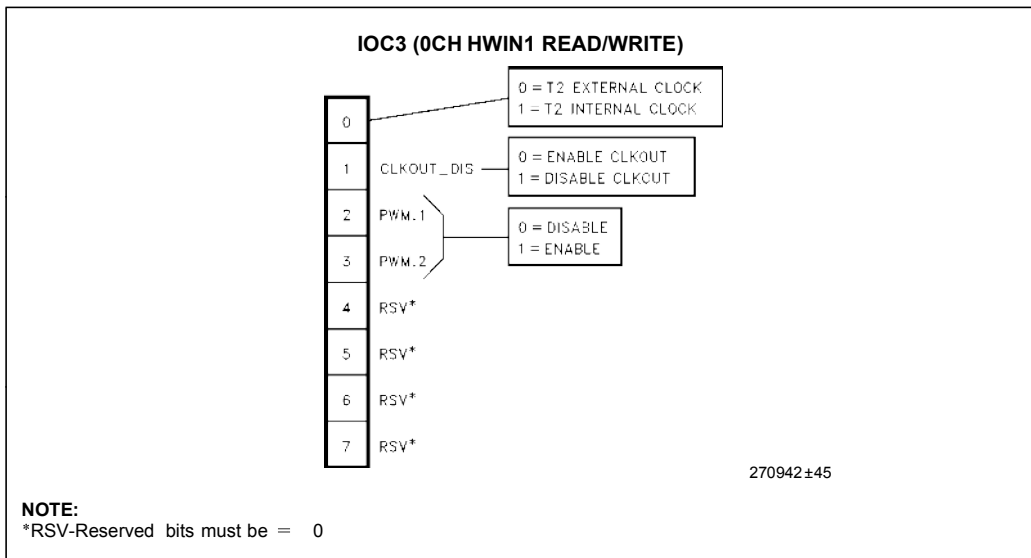 IOC3 (0CH HWIN1 READ/WRITE)
0 = T2 EXTERNAL CLOCK
1 = T2 INTERNAL CLOCK
0
1 CLKOUT_DIS
0 = ENABLE CLKOUT
1 = DISABLE CLKOUT
2 PWM.1
0 = DISABLE
1 = ENABLE
3 PWM.2
4 RSV*
5 RSV*
6 RSV*
7 RSV*
270942±45
NOTE:
*RSV-Reserved bits must be = 0